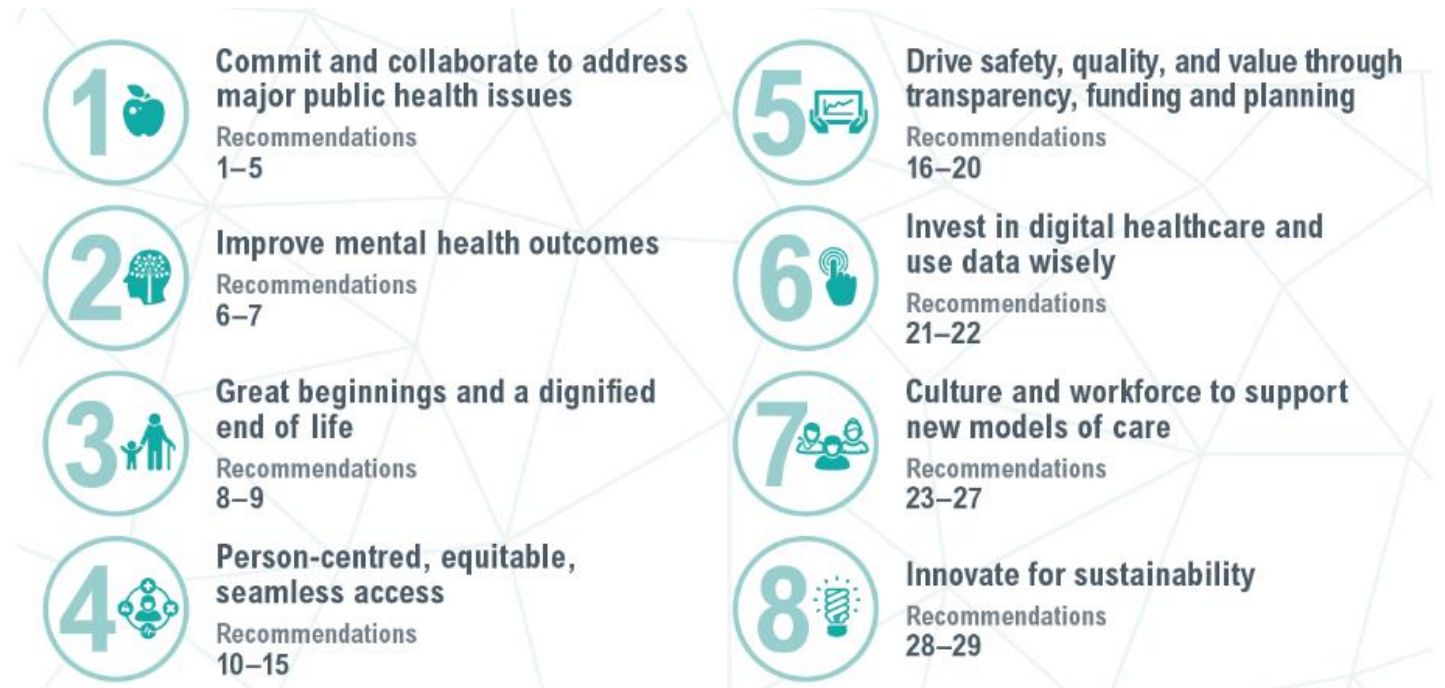 1
Commit and collaborate to address
major public health issues
Recommendations
1–5
2
Improve mental health outcomes
Recommendations
6–7
3
Great beginnings and a dignified
end of life
Recommendations
8–9
4
Person-centred, equitable,
seamless access
Recommendations
10–15
5
Drive safety, quality, and value through
transparency, funding and planning
Recommendations
16–20
6
Invest in digital healthcare and
use data wisely
Recommendations
21–22
7
Culture and workforce to support
new models of care
Recommendations
23–27
8
Innovate for sustainability
Recommendations
28–29